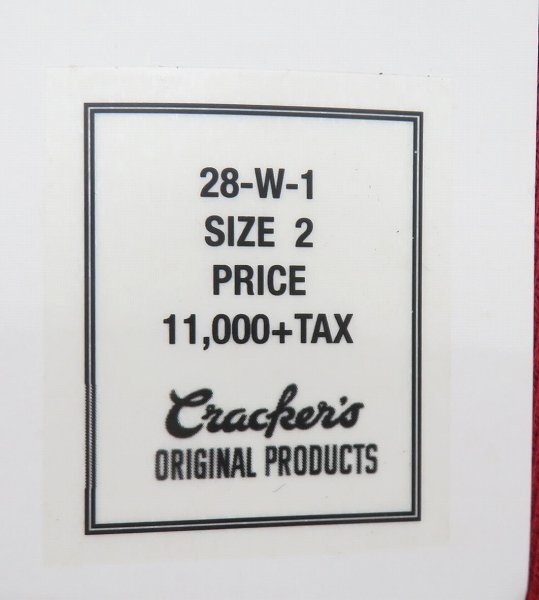 28-W-1
SIZE 2
PRICE
11,000+TAX
Cracker's
ORIGINAL PRODUCTS